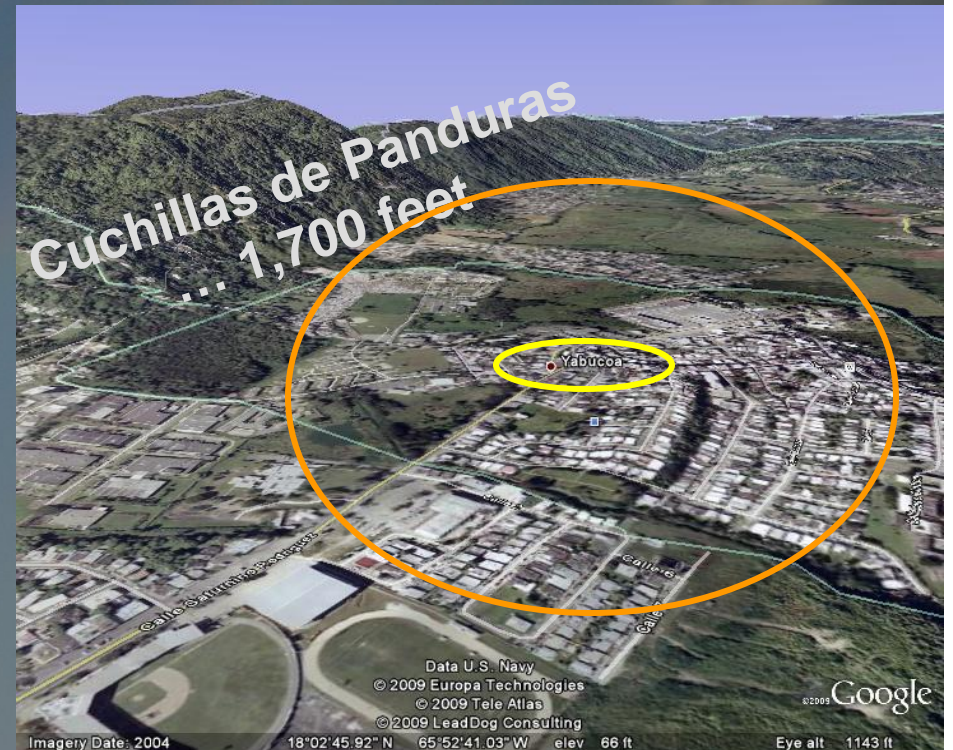 Cuchillas de Panduras
... 1,700 feet
Yabucoa
Calle Saturnino Rodriguez
Calle 6
Calle
Data U.S. Navy
© 2009 Europa Technologies
© 2009 Tele Atlas
© 2009 LeadDog Consulting
©2009 Google
Imagery Date: 2004 18°02'45.92" N 65°52'41.03" W elev 66 ft Eye alt 1143 ft